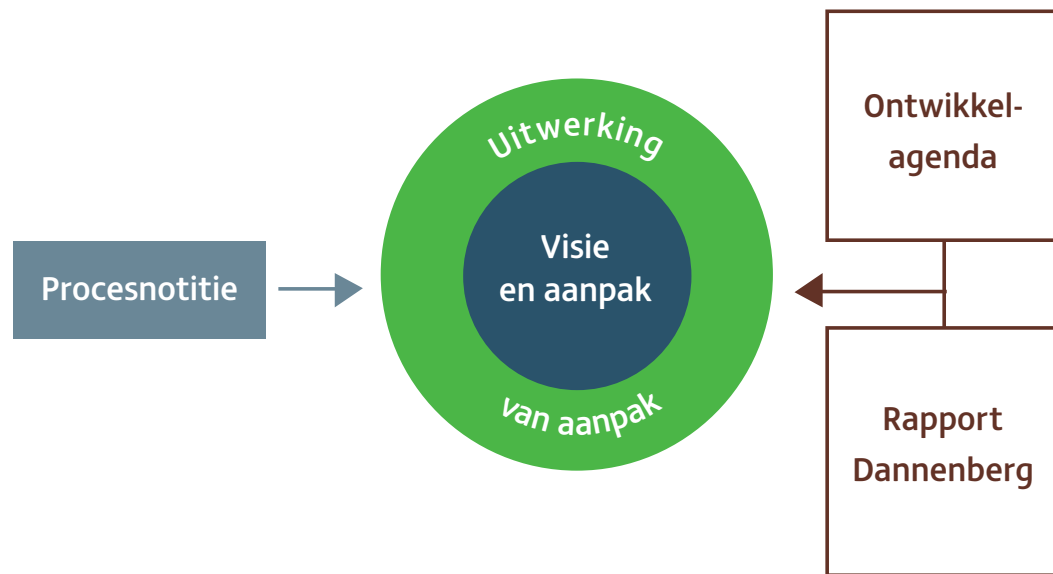 Procesnotitie
Uitwerking
Visie
en aanpak
van aanpak
Ontwikkel-
agenda
Rapport
Dannenberg